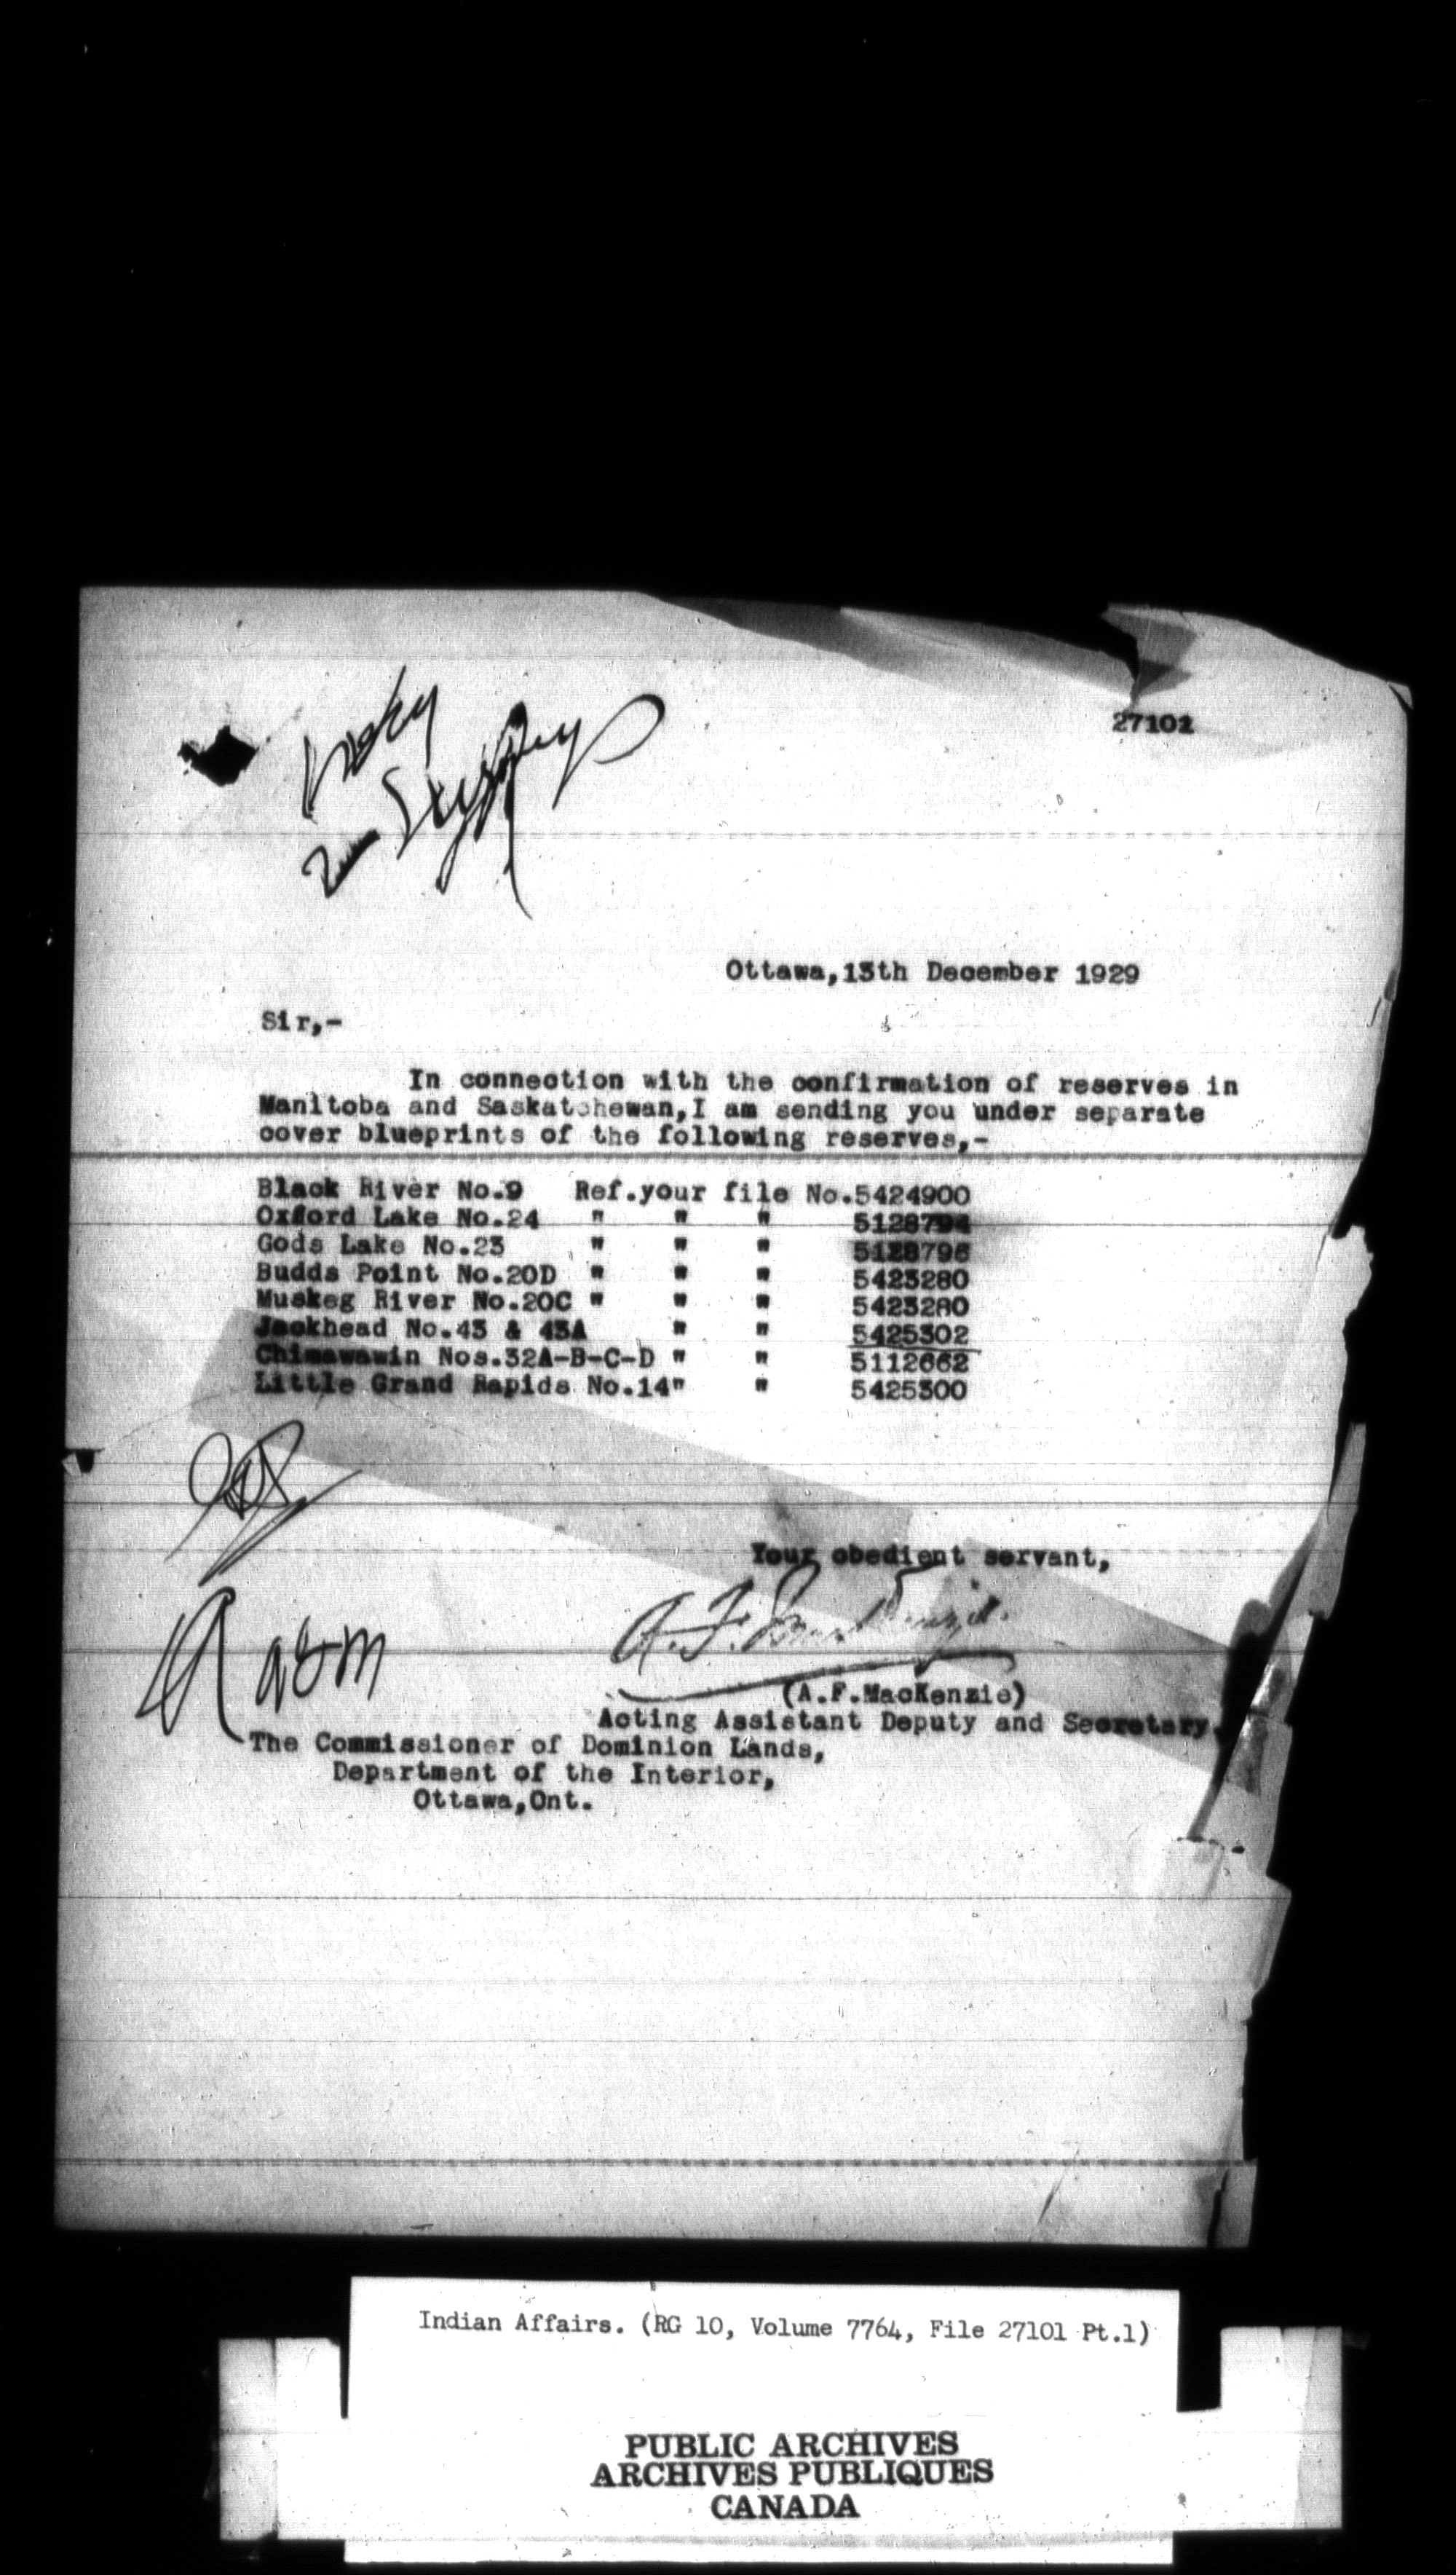 27101
Ottawa,13th December 1929
Sir,-
In connection with the confirmation of reserves in
Manitoba and Saskatchewan,I am sending you under separate
cover blueprints of the following reserves,-
Black River No.9 Ref.your file No.5424900
Oxford Lake No.24 " " " 5128794
Gods Lake No.23 " " " 5128796
Budds Point No.20D " " " 5423280
Muskeg River No.20C " " " 5423280
Jackhead No.43 & 43A " " 5425302
Chimawawin Nos.32A-B-C-D " " 5112662
Little Grand Rapids No.14" " 5425300
Your obedient servant,
A.F. MacKenzie.
(A.F.MacKenzie)
Acting Assistant Deputy and Secretary.
The Commissioner of Dominion Lands,
Department of the Interior,
Ottawa,Ont.
Indian Affairs. (RG 10, Volume 7764, File 27101 Pt.1)
PUBLIC ARCHIVES
ARCHIVES PUBLIQUES
CANADA